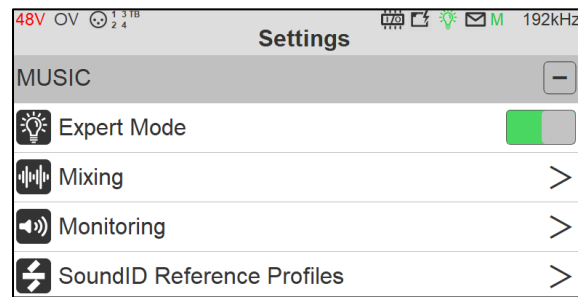 48V OV 1 3 TB 2 4 I/O M 192kHz
Settings
MUSIC
Expert Mode
Mixing
Monitoring
SoundID Reference Profiles